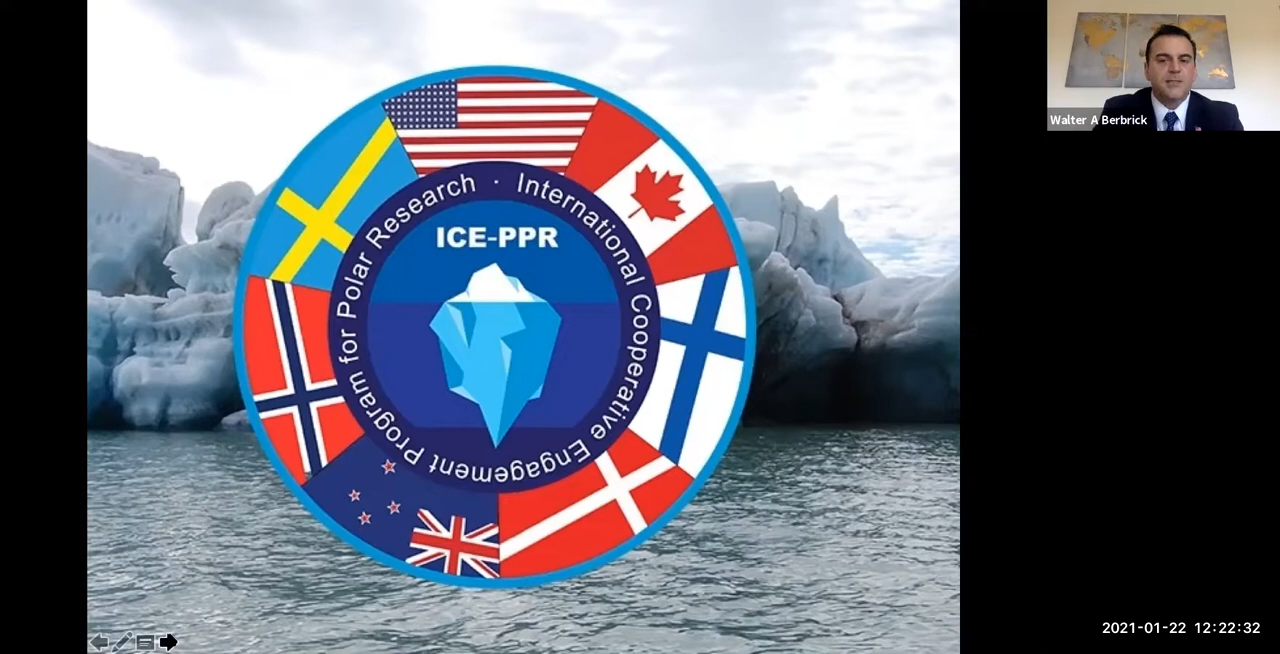 Walter A Berbrick
International Cooperative Engagement Program for Polar Research ·
ICE-PPR
2021-01-22 12:22:32